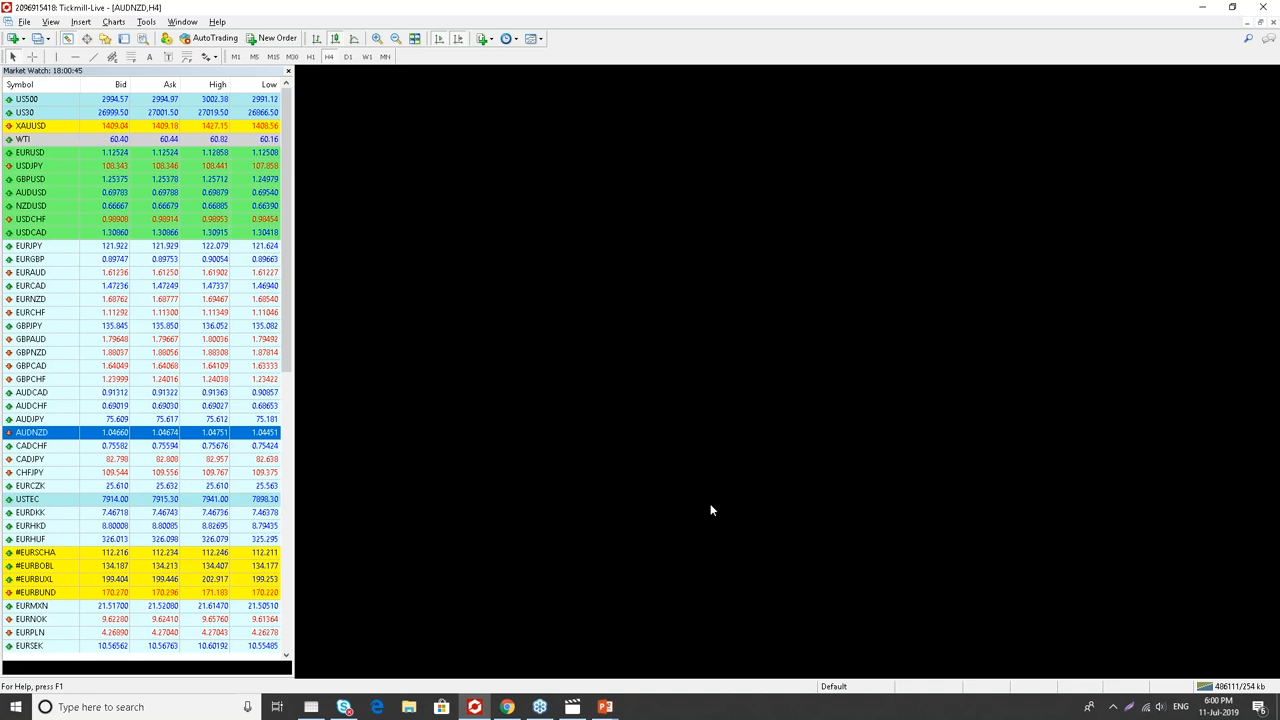 2096915418: Tickmill-Live - [AUDNZD,H4]
File View Insert Charts Tools Window Help
AutoTrading New Order
M1 M5 M15 M30 H1 H4 D1 W1 MN
Market Watch: 18:00:45
Symbol Bid Ask High Low
US500 2994.57 2994.97 3002.38 2991.12
US30 26999.50 27001.50 27019.50 26866.50
XAUUSD 1409.04 1409.18 1427.15 1408.56
WTI 60.40 60.44 60.82 60.16
EURUSD 1.12524 1.12524 1.12858 1.12508
USDJPY 108.343 108.346 108.441 107.858
GBPUSD 1.25375 1.25378 1.25712 1.24979
AUDUSD 0.69783 0.69788 0.69879 0.69540
NZDUSD 0.66667 0.66679 0.66885 0.66390
USDCHF 0.98908 0.98914 0.98953 0.98454
USDCAD 1.30860 1.30866 1.30915 1.30418
EURJPY 121.922 121.929 122.079 121.624
EURGBP 0.89747 0.89753 0.90054 0.89663
EURAUD 1.61236 1.61250 1.61902 1.61227
EURCAD 1.47236 1.47249 1.47337 1.46940
EURNZD 1.68762 1.68777 1.69467 1.68540
EURCHF 1.11292 1.11300 1.11349 1.11046
GBPJPY 135.845 135.850 136.052 135.082
GBPAUD 1.79648 1.79667 1.80036 1.79492
GBPNZD 1.88037 1.88056 1.88308 1.87814
GBPCAD 1.64049 1.64068 1.64109 1.63333
GBPCHF 1.23999 1.24016 1.24038 1.23422
AUDCAD 0.91312 0.91322 0.91363 0.90857
AUDCHF 0.69019 0.69030 0.69027 0.68653
AUDJPY 75.609 75.617 75.612 75.181
AUDNZD 1.04660 1.04674 1.04751 1.04451
CADCHF 0.75582 0.75594 0.75676 0.75424
CADJPY 82.798 82.808 82.957 82.638
CHFJPY 109.544 109.556 109.767 109.375
EURCZK 25.610 25.632 25.610 25.563
USTEC 7914.00 7915.30 7941.00 7898.30
EURDKK 7.46718 7.46743 7.46736 7.46378
EURHKD 8.80008 8.80085 8.82695 8.79435
EURHUF 326.013 326.098 326.079 325.295
#EURSCHA 112.216 112.234 112.246 112.211
#EURBOBL 134.187 134.213 134.407 134.177
#EURBUXL 199.404 199.446 202.917 199.253
#EURBUND 170.270 170.296 171.183 170.220
EURMXN 21.51700 21.52080 21.61470 21.50510
EURNOK 9.62280 9.62410 9.65760 9.61364
EURPLN 4.26890 4.27040 4.27043 4.26278
EURSEK 10.56562 10.56763 10.60192 10.55485
For Help, press F1 Default 486111/254 kb
Type here to search ENG 6:00 PM
11-Jul-2019